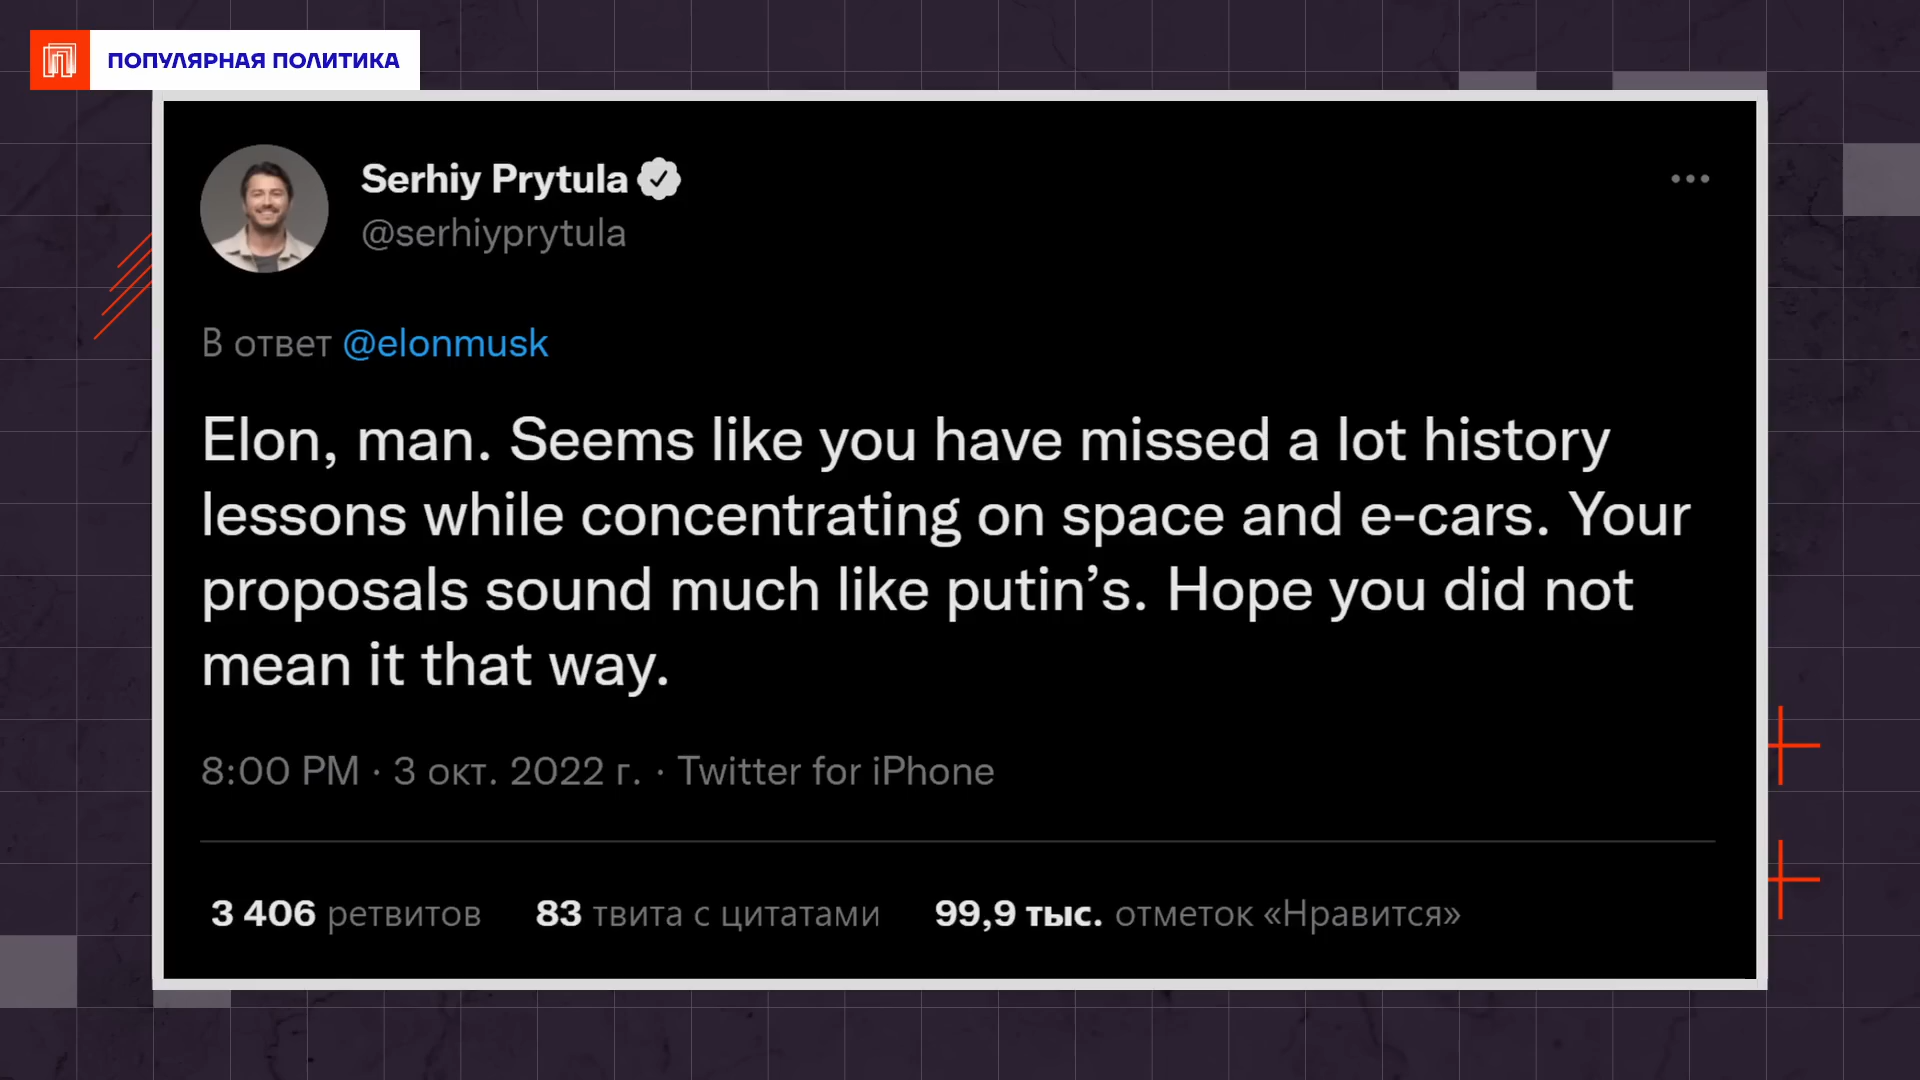 ПОПУЛЯРНАЯ ПОЛИТИКА
Serhiy Prytula
@serhiyprytula
В ответ @elonmusk
Elon, man. Seems like you have missed a lot history
lessons while concentrating on space and e-cars. Your
proposals sound much like putin’s. Hope you did not
mean it that way.
8:00 PM · 3 окт. 2022 г. · Twitter for iPhone
3 406 ретвитов 83 твита с цитатами 99,9 тыс. отметок «Нравится»